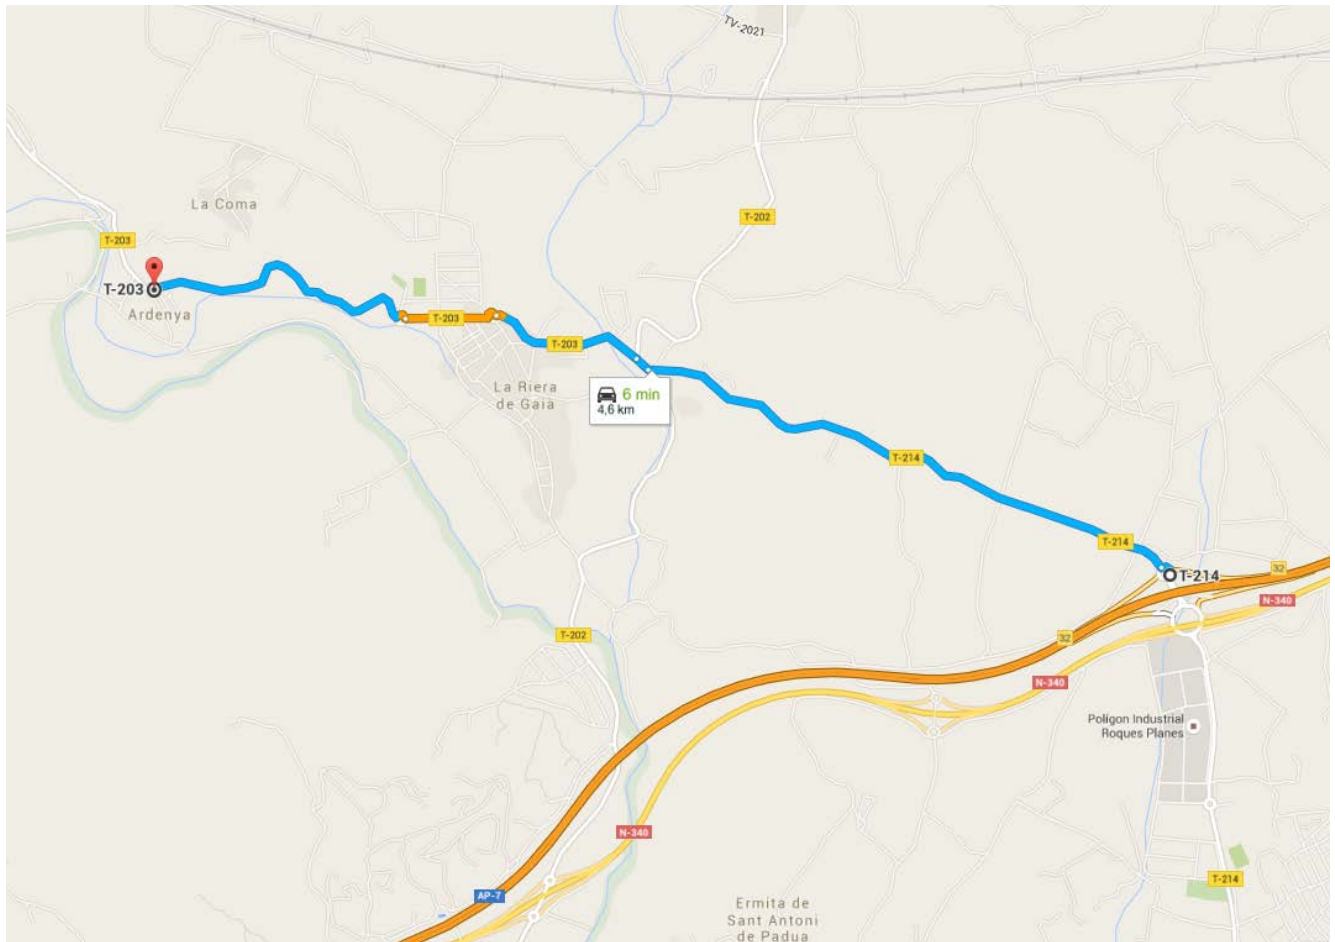 TV-2021
La Coma
T-202
T-203
T-203
Ardenya
T-203
T-203
La Riera
de Gaià
6 min
4,6 km
T-214
T-214
T-214
32
N-340
T-202
32
N-340
Polígon Industrial
Roques Planes
N-340
T-214
AP-7
Ermita de
Sant Antoni
de Padua